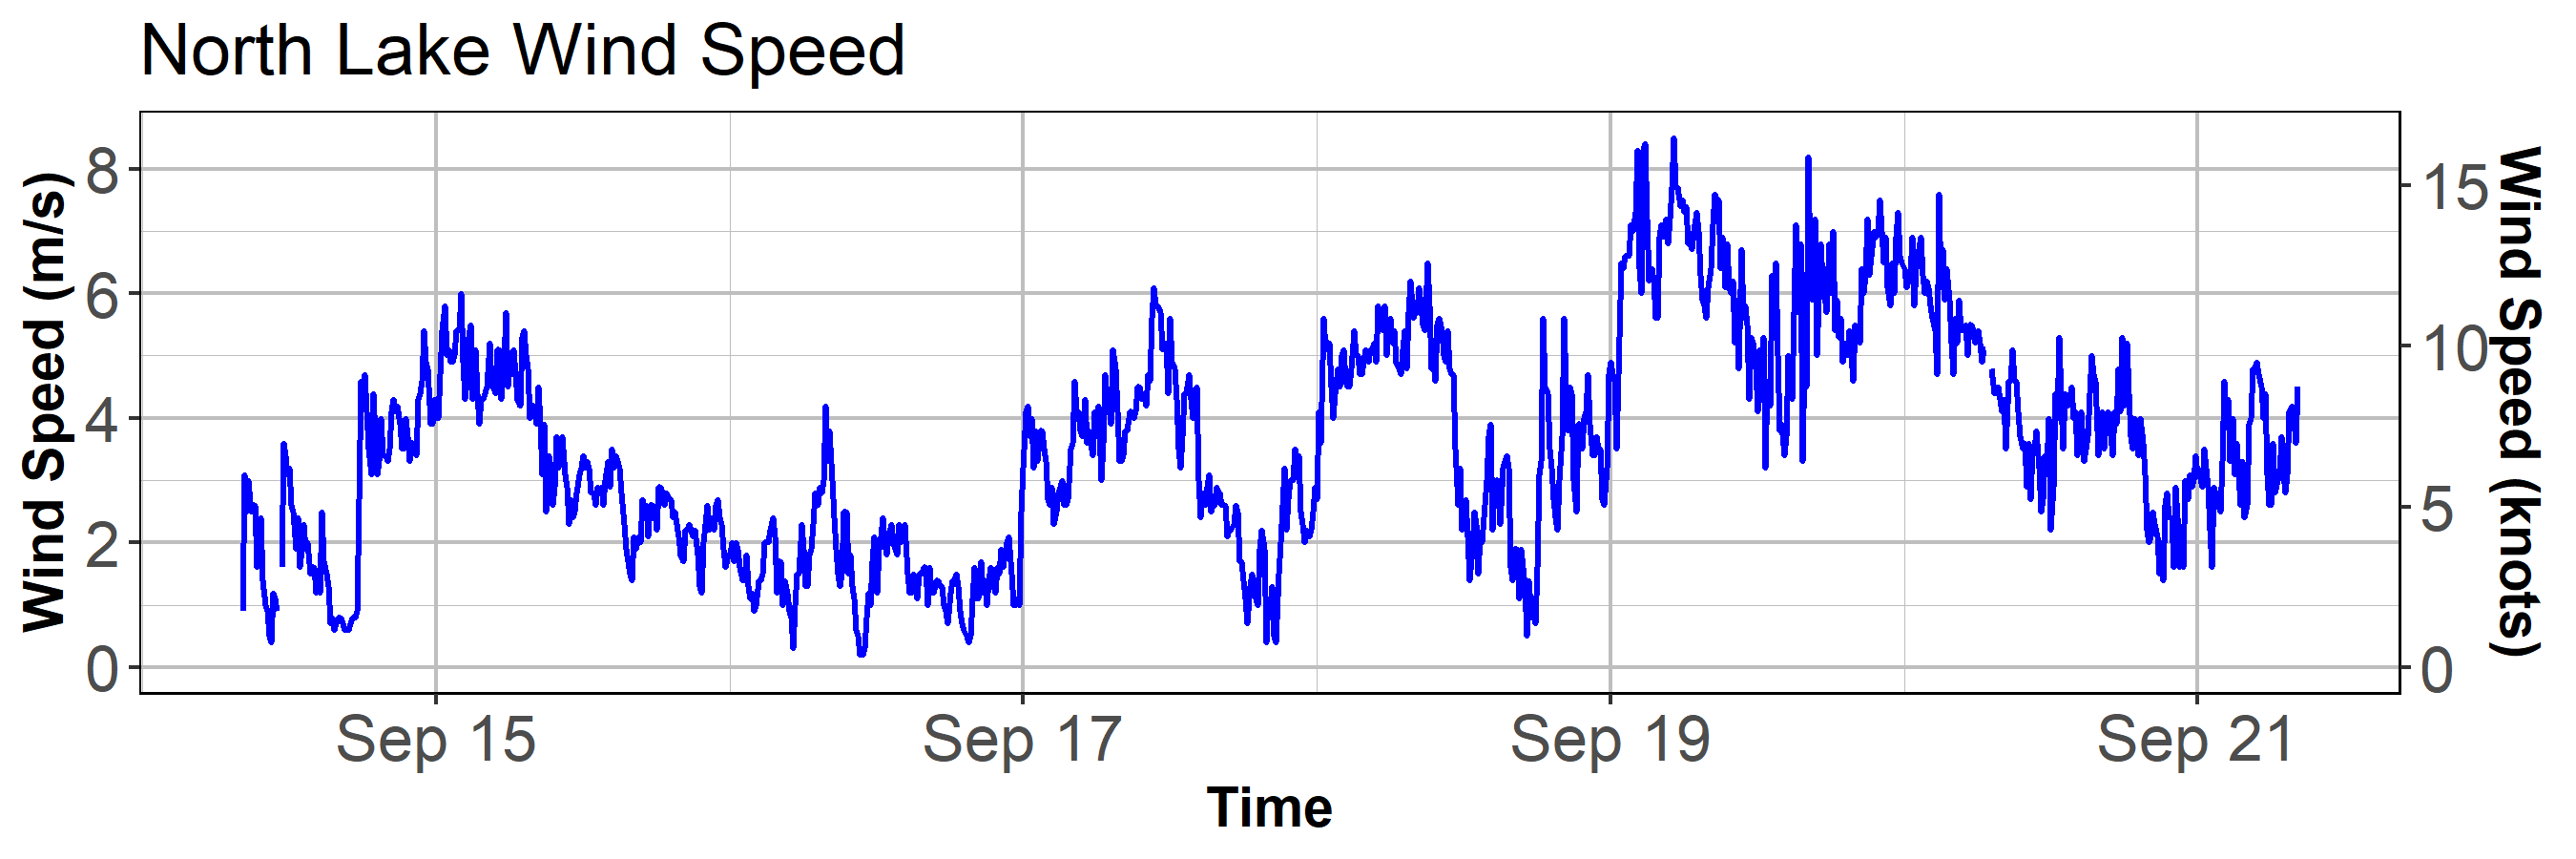 North Lake Wind Speed
Wind Speed (m/s)
8
6
4
2
0
15
10
5
0
Wind Speed (knots)
Sep 15 Sep 17 Sep 19 Sep 21
Time